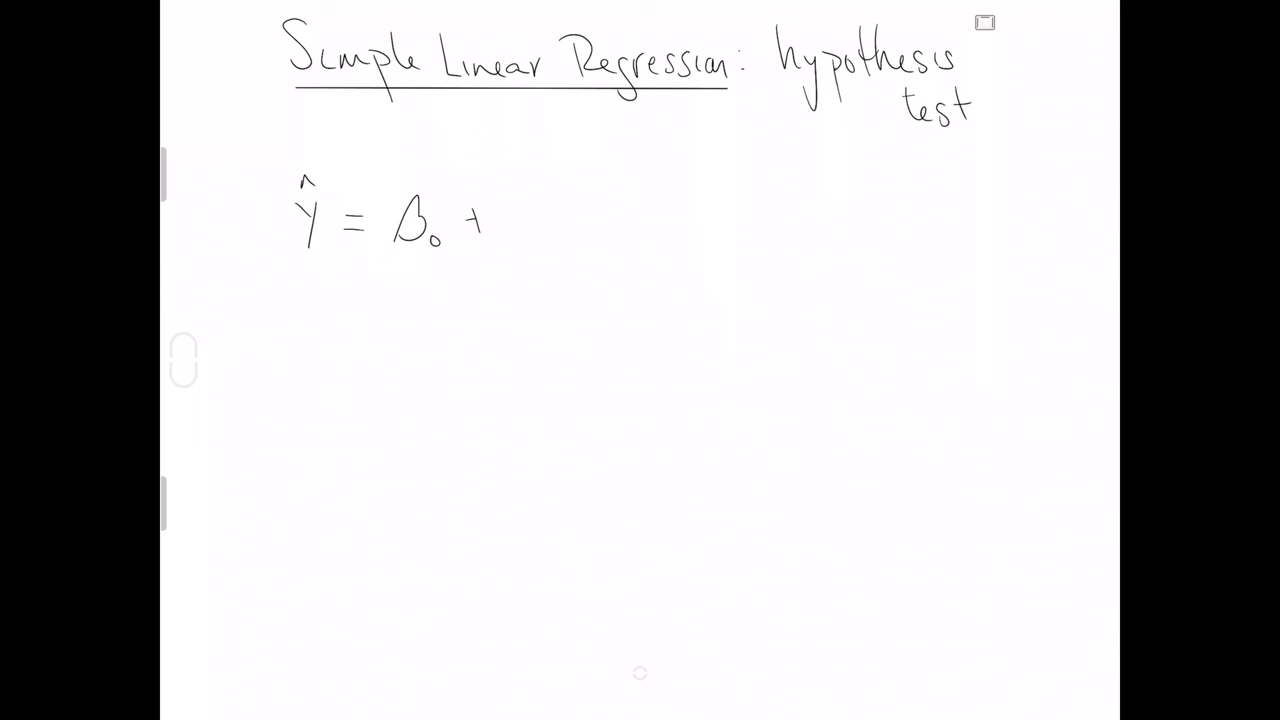 Simple Linear Regression: hypothesis
test
Ŷ = β₀ +